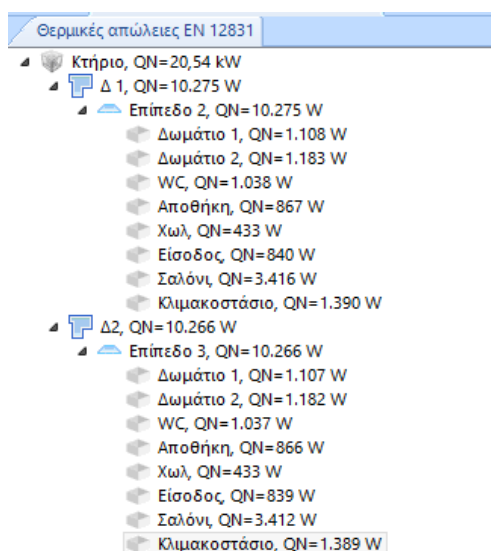 Θερμικές απώλειες EN 12831
Κτήριο, QN=20,54 kW
Δ 1, QN=10.275 W
Επίπεδο 2, QN=10.275 W
Δωμάτιο 1, QN=1.108 W
Δωμάτιο 2, QN=1.183 W
WC, QN=1.038 W
Αποθήκη, QN=867 W
Χωλ, QN=433 W
Είσοδος, QN=840 W
Σαλόνι, QN=3.416 W
Κλιμακοστάσιο, QN=1.390 W
Δ2, QN=10.266 W
Επίπεδο 3, QN=10.266 W
Δωμάτιο 1, QN=1.107 W
Δωμάτιο 2, QN=1.182 W
WC, QN=1.037 W
Αποθήκη, QN=866 W
Χωλ, QN=433 W
Είσοδος, QN=839 W
Σαλόνι, QN=3.412 W
Κλιμακοστάσιο, QN=1.389 W